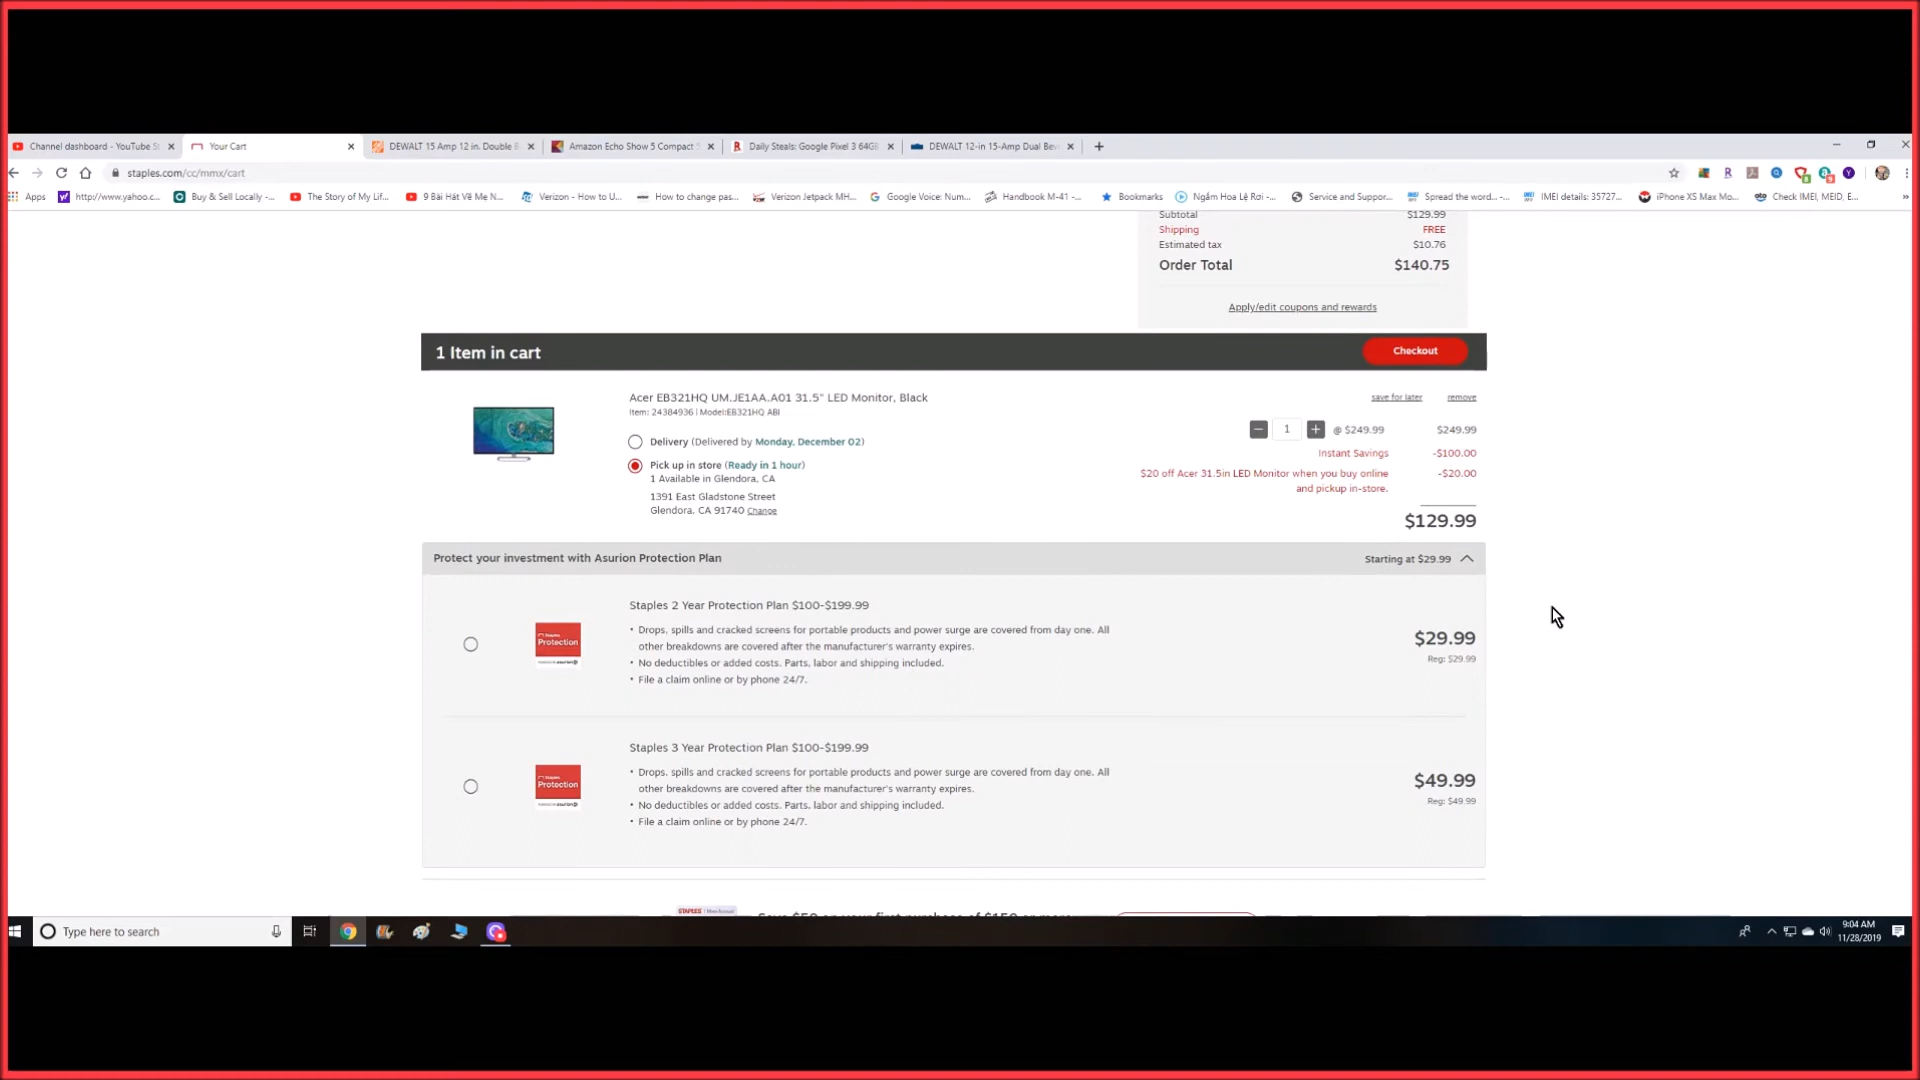 Channel dashboard - YouTube St
Your Cart
DEWALT 15 Amp 12 in. Double B
Amazon Echo Show 5 Compact S
Daily Steals: Google Pixel 3 64GB
DEWALT 12-in 15-Amp Dual Bev
staples.com/cc/mmx/cart
Apps
http://www.yahoo.c...
Buy & Sell Locally -...
The Story of My Lif...
9 Bài Hát Về Mẹ N...
Verizon - How to U...
How to change pas...
Verizon Jetpack MH...
Google Voice: Num...
Handbook M-41 -...
Bookmarks
Ngắm Hoa Lệ Rơi -...
Service and Suppor...
Spread the word...-...
IMEI details: 35727...
iPhone XS Max Mo...
Check IMEI, MEID, E...
Subtotal $129.99
Shipping FREE
Estimated tax $10.76
Order Total $140.75
Apply/edit coupons and rewards
1 Item in cart
Checkout
Acer EB321HQ UM.JE1AA.A01 31.5" LED Monitor, Black
Item: 24384936 | Model:EB321HQ ABI
save for later remove
Delivery (Delivered by Monday, December 02)
1 @ $249.99 $249.99
Pick up in store (Ready in 1 hour)
1 Available in Glendora, CA
1391 East Gladstone Street
Glendora, CA 91740 Change
Instant Savings -$100.00
$20 off Acer 31.5in LED Monitor when you buy online -$20.00
and pickup in-store.
$129.99
Protect your investment with Asurion Protection Plan
Starting at $29.99
Staples 2 Year Protection Plan $100-$199.99
Protection
• Drops, spills and cracked screens for portable products and power surge are covered from day one. All
other breakdowns are covered after the manufacturer's warranty expires.
• No deductibles or added costs. Parts, labor and shipping included.
• File a claim online or by phone 24/7.
$29.99
Reg: $29.99
Staples 3 Year Protection Plan $100-$199.99
Protection
• Drops, spills and cracked screens for portable products and power surge are covered from day one. All
other breakdowns are covered after the manufacturer's warranty expires.
• No deductibles or added costs. Parts, labor and shipping included.
• File a claim online or by phone 24/7.
$49.99
Reg: $49.99
STAPLES
Save $50 on your first purchase of $150 or more
Type here to search
9:04 AM
11/28/2019